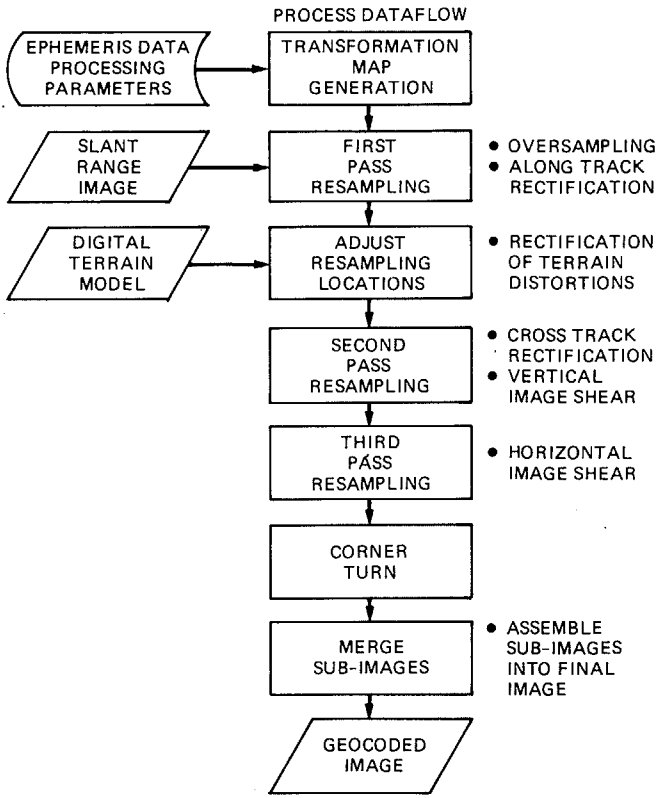 PROCESS DATAFLOW
EPHEMERIS DATA
PROCESSING
PARAMETERS
TRANSFORMATION
MAP
GENERATION
SLANT
RANGE
IMAGE
FIRST
PASS
RESAMPLING
● OVERSAMPLING
● ALONG TRACK
RECTIFICATION
DIGITAL
TERRAIN
MODEL
ADJUST
RESAMPLING
LOCATIONS
● RECTIFICATION
OF TERRAIN
DISTORTIONS
SECOND
PASS
RESAMPLING
● CROSS TRACK
RECTIFICATION
● VERTICAL
IMAGE SHEAR
THIRD
PASS
RESAMPLING
● HORIZONTAL
IMAGE SHEAR
CORNER
TURN
MERGE
SUB-IMAGES
● ASSEMBLE
SUB-IMAGES
INTO FINAL
IMAGE
GEOCODED
IMAGE